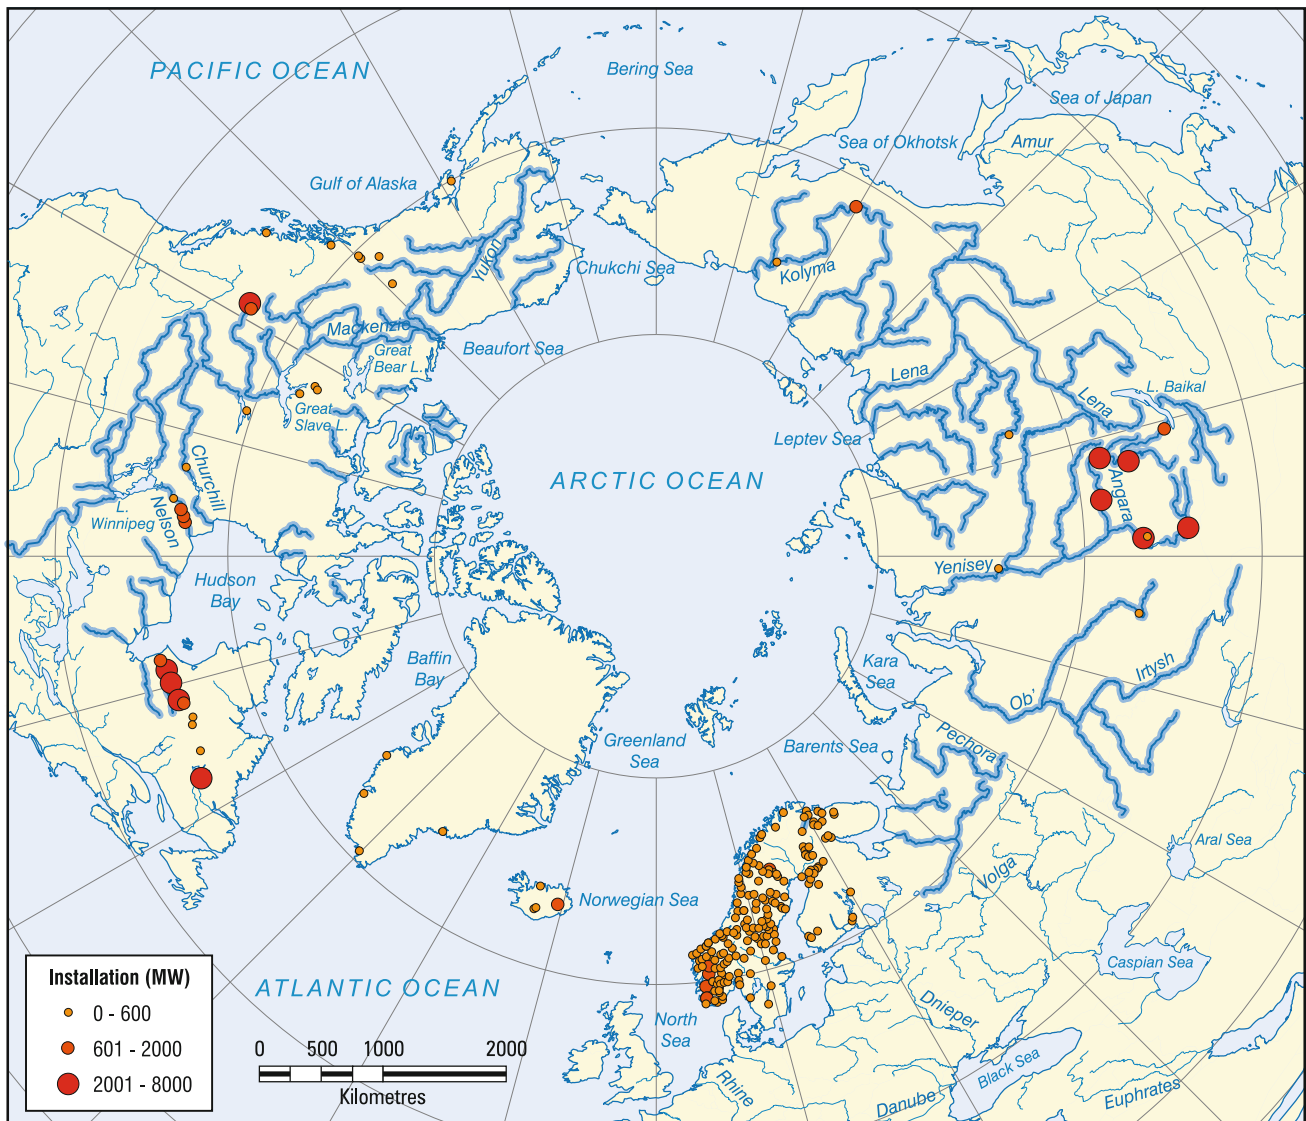 PACIFIC OCEAN
Bering Sea
Sea of Japan
Sea of Okhotsk
Amur
Gulf of Alaska
Yukon
Chukchi Sea
Kolyma
Mackenzie
Beaufort Sea
Great
Bear L.
Lena
L. Baikal
Lena
Great
Slave L.
Leptev Sea
Churchill
ARCTIC OCEAN
Angara
L.
Winnipeg
Nelson
Yenisey
Hudson
Bay
Baffin
Bay
Kara
Sea
Irtysh
Ob'
Greenland
Sea
Barents Sea
Pechora
Aral Sea
Volga
Norwegian Sea
Caspian Sea
ATLANTIC OCEAN
Dnieper
North
Sea
Black Sea
Rhine
Danube
Euphrates
Installation (MW)
0 - 600
601 - 2000
2001 - 8000
0 500 1000 2000
Kilometres